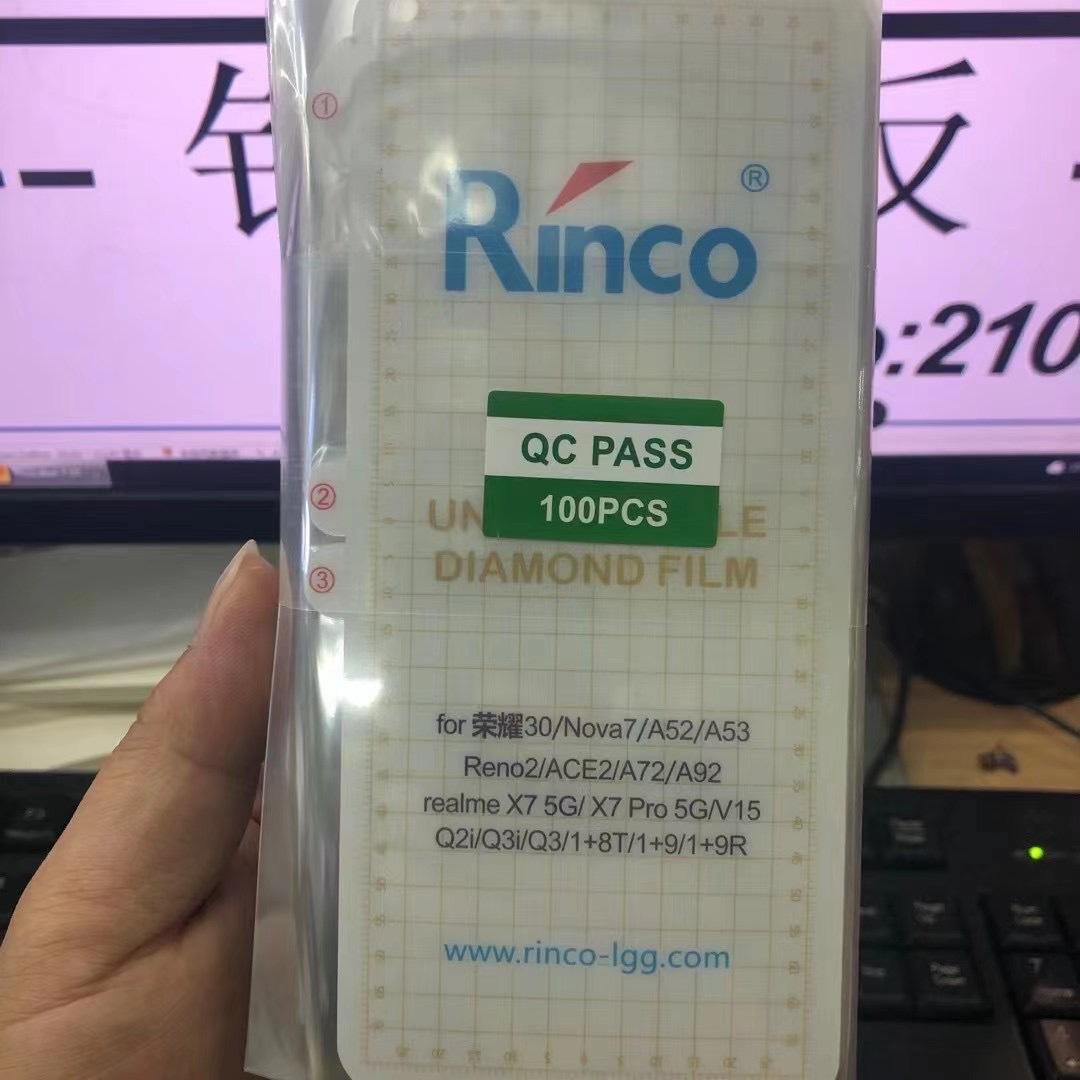 ①
Rinco®
QC PASS
100PCS
DIAMOND FILM
②
③
for 荣耀30/Nova7/A52/A53
Reno2/ACE2/A72/A92
realme X7 5G/ X7 Pro 5G/V15
Q2i/Q3i/Q3/1+8T/1+9/1+9R
www.rinco-lgg.com
反
:210